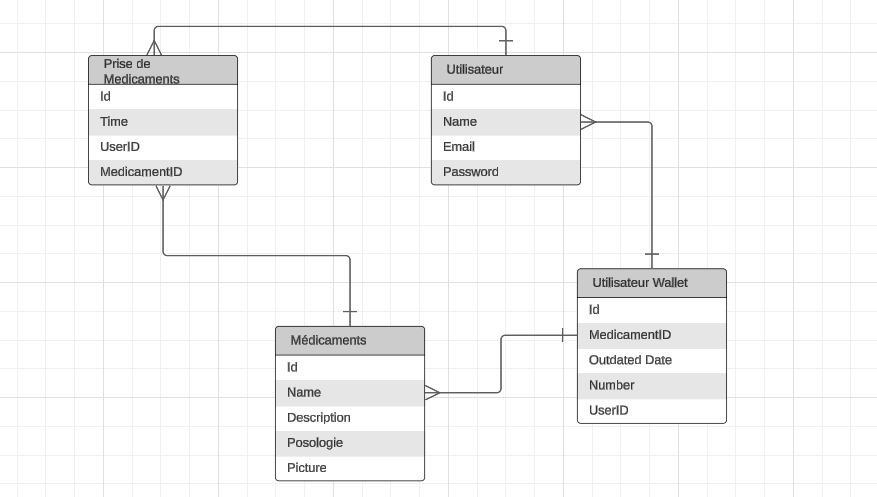 Prise de
Medicaments
Id
Time
UserID
MedicamentID
Utilisateur
Id
Name
Email
Password
Médicaments
Id
Name
Description
Posologie
Picture
Utilisateur Wallet
Id
MedicamentID
Outdated Date
Number
UserID